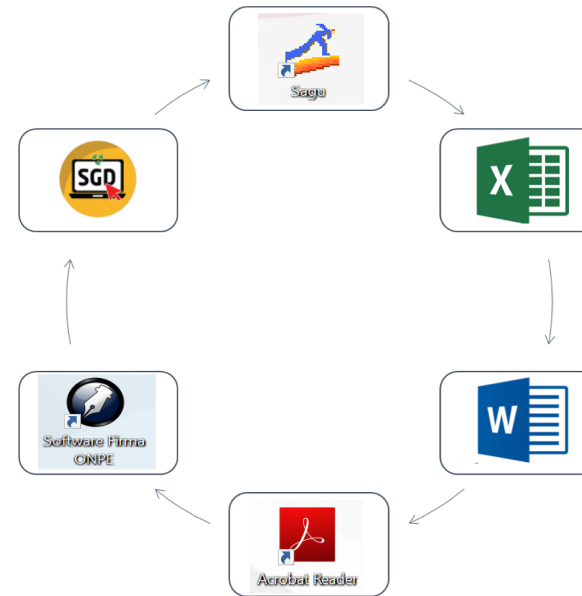 Sagu
SGD
X
Software Firma
ONPE
W
Acrobat Reader